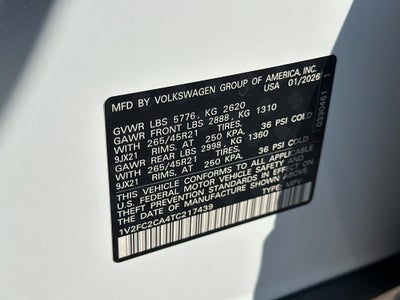 MFD. BY VOLKSWAGEN GROUP OF AMERICA, INC.
USA 01/2026
GVWR LBS 5776, KG 2620
GAWR FRONT LBS 2888, KG 1310
WITH 265/45R21
9JX21 RIMS, AT 250 KPA, 36 PSI COLD
GAWR REAR LBS 2998, KG 1360
WITH 265/45R21
9JX21 RIMS, AT 250 KPA, 36 PSI COLD
THIS VEHICLE CONFORMS TO ALL APPLICABLE
U.S. FEDERAL MOTOR VEHICLE SAFETY AND
THEFT PREVENTION STANDARDS IN EFFECT ON
THE DATE OF MANUFACTURE SHOWN ABOVE
1V2FC2CA4TC217439 TYPE: MPV
0330461 1